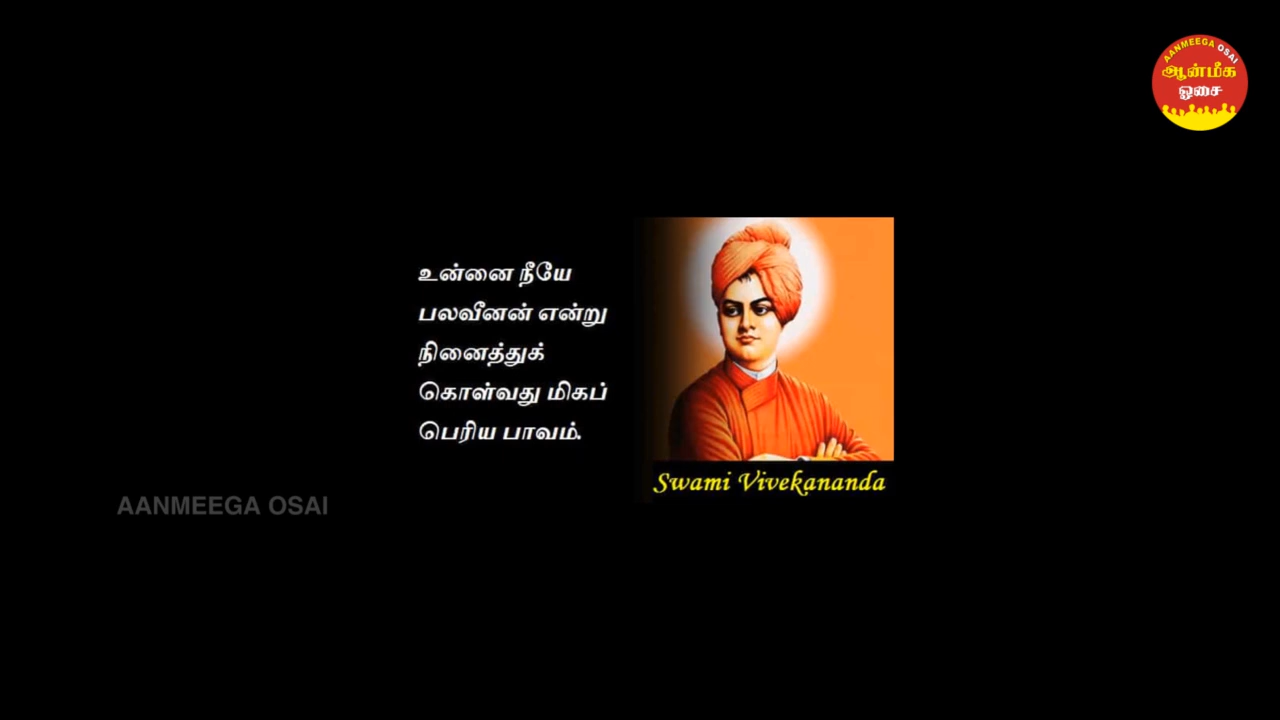 AANMEEGA OSAI
ஆன்மீக
ஓசை
உன்னை நீயே
பலவீனன் என்று
நினைத்துக்
கொள்வது மிகப்
பெரிய பாவம்.
Swami Vivekananda
AANMEEGA OSAI